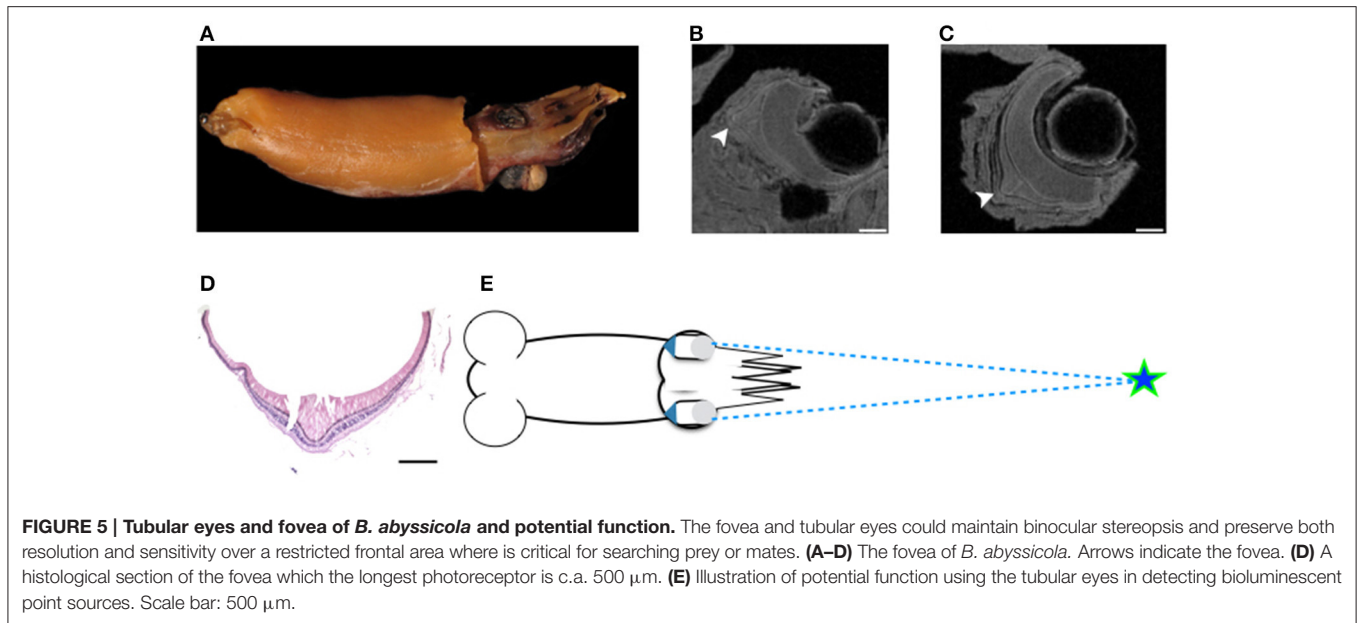 A
B
C
D
E
FIGURE 5 | Tubular eyes and fovea of B. abyssicola and potential function. The fovea and tubular eyes could maintain binocular stereopsis and preserve both
resolution and sensitivity over a restricted frontal area where is critical for searching prey or mates. (A–D) The fovea of B. abyssicola. Arrows indicate the fovea. (D) A
histological section of the fovea which the longest photoreceptor is c.a. 500 μm. (E) Illustration of potential function using the tubular eyes in detecting bioluminescent
point sources. Scale bar: 500 μm.